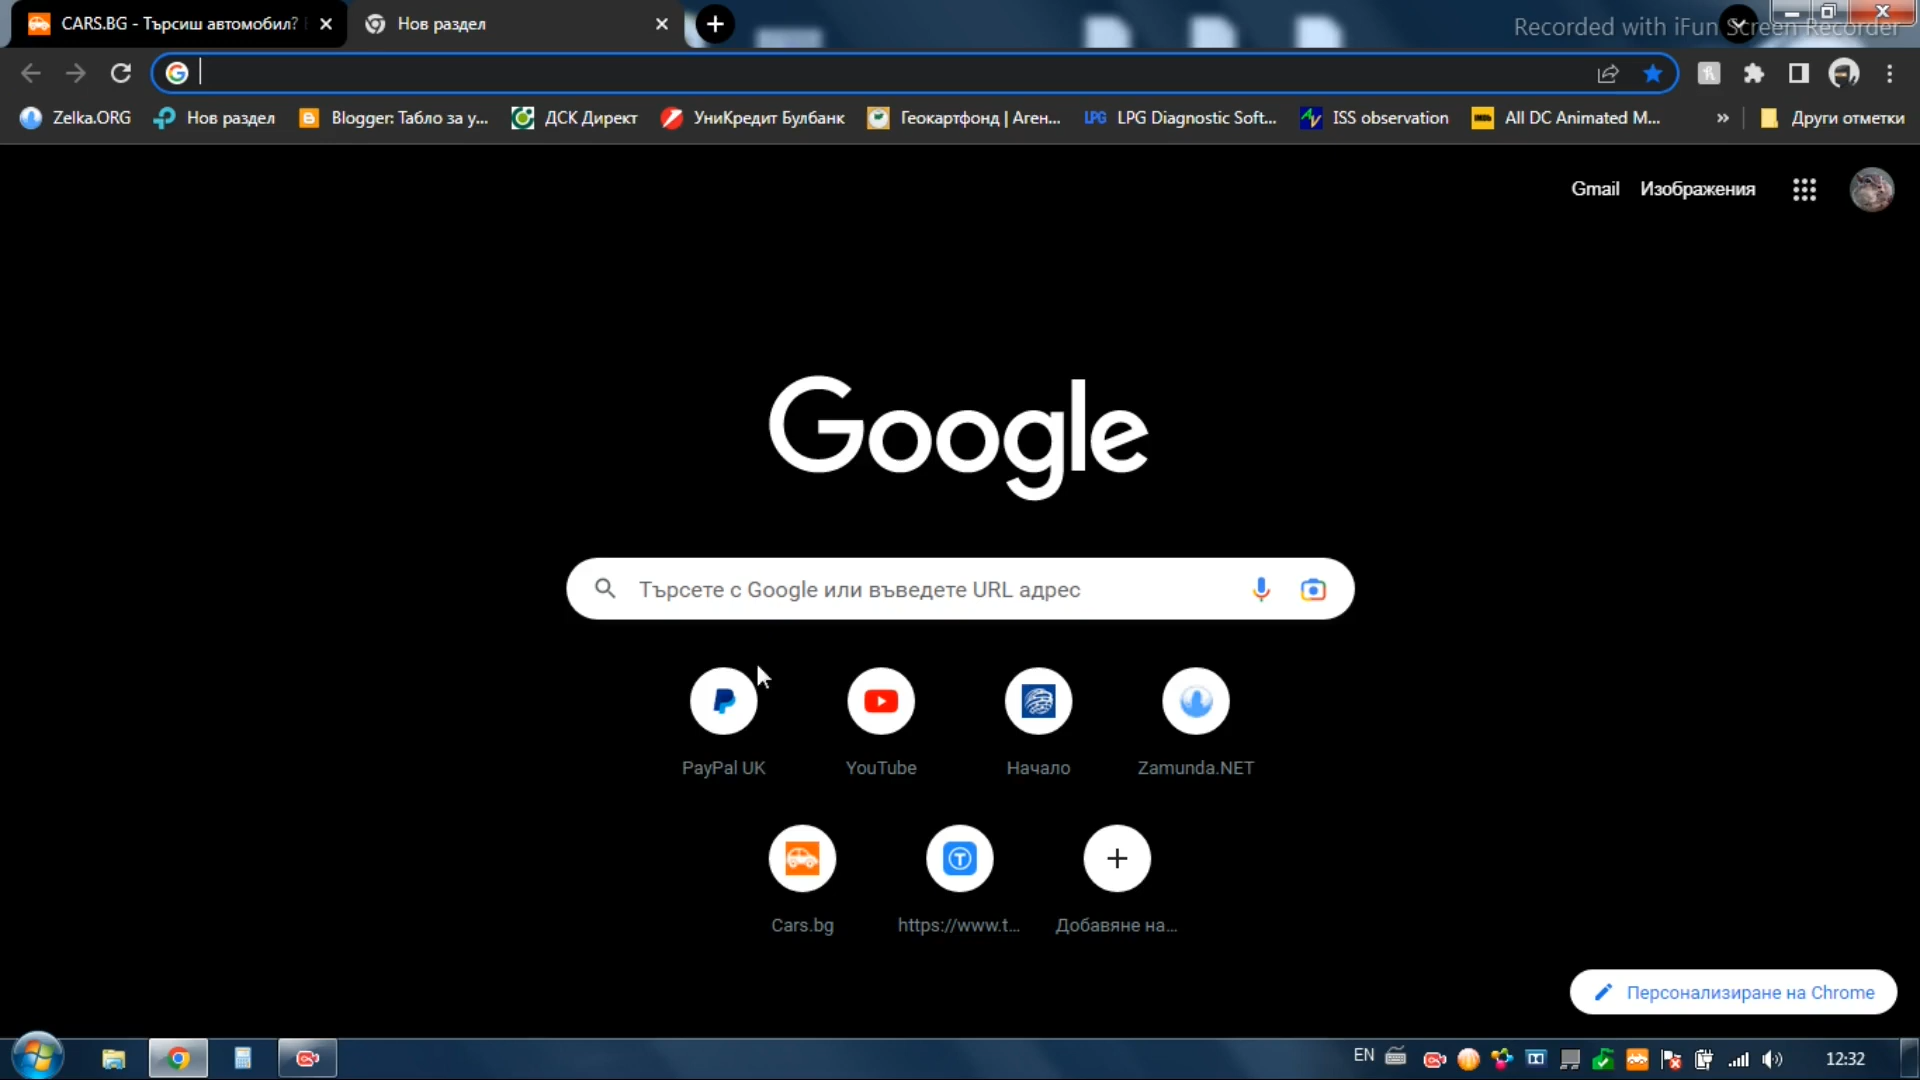 CARS.BG - Търсиш автомобил?
Нов раздел
Recorded with iFun Screen Recorder
Zelka.ORG
Нов раздел
Blogger: Табло за у...
ДСК Директ
УниКредит Булбанк
Геокартфонд | Аген...
LPG
LPG Diagnostic Soft...
ISS observation
All DC Animated M...
»
Други отметки
Gmail
Изображения
Google
Търсете с Google или въведете URL адрес
PayPal UK
YouTube
Начало
Zamunda.NET
Cars.bg
https://www.t...
Добавяне на...
Персонализиране на Chrome
EN
12:32